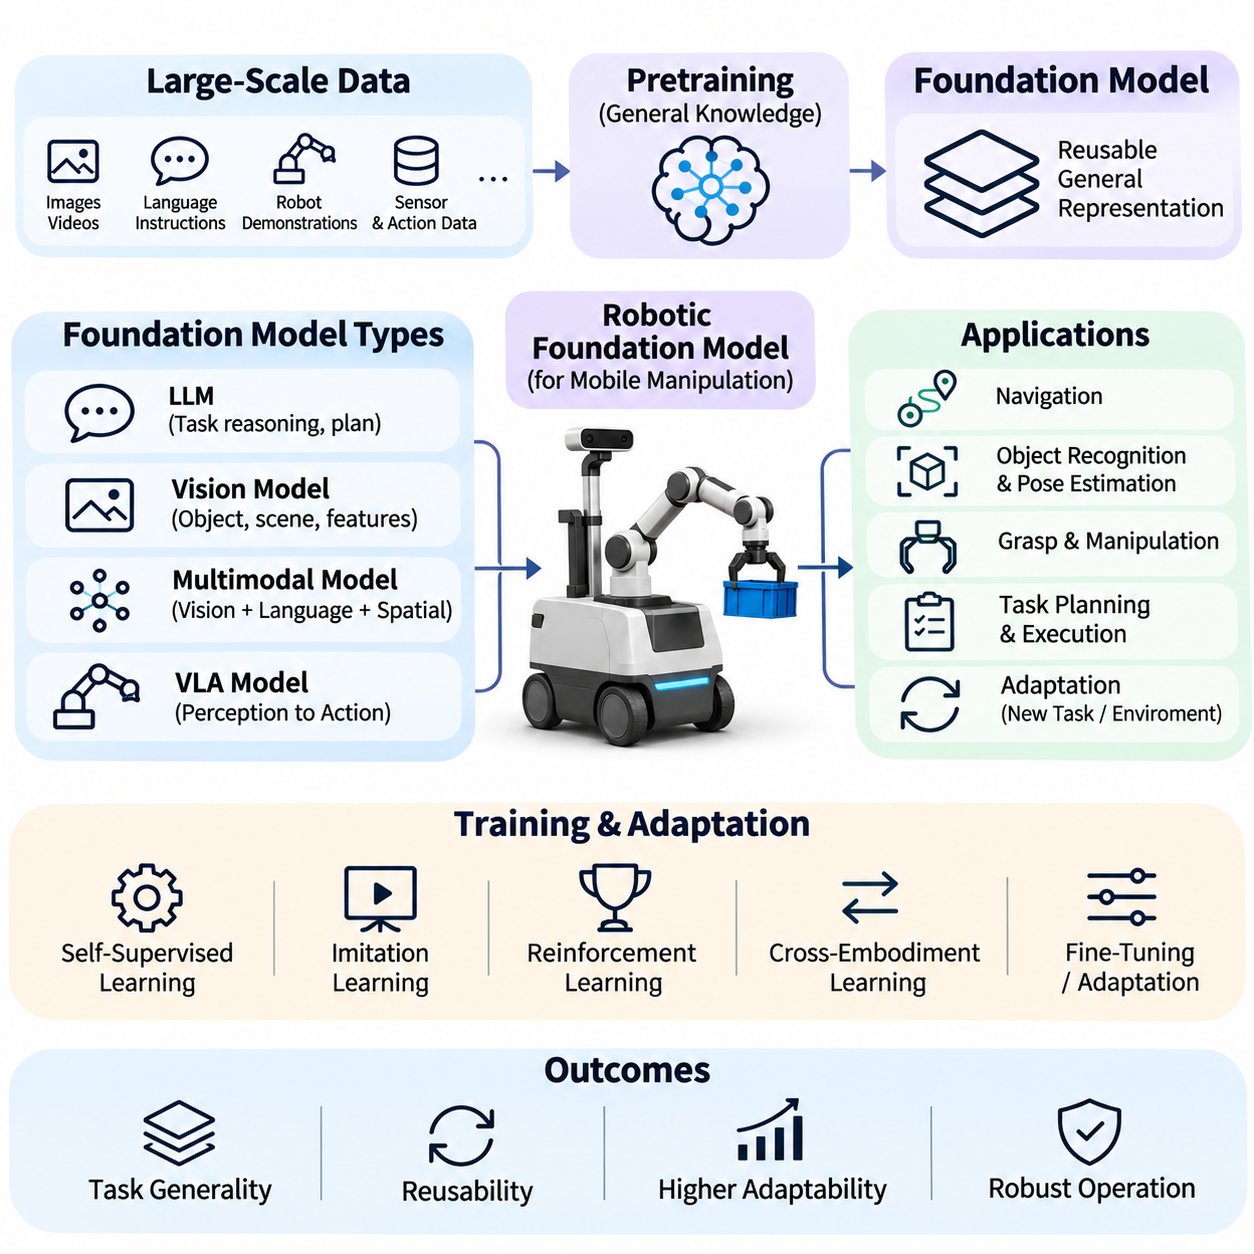 Large-Scale Data
Images
Videos
Language
Instructions
Robot
Demonstrations
Sensor
& Action Data
...
Pretraining
(General Knowledge)
Foundation Model
Reusable
General
Representation
Foundation Model Types
LLM
(Task reasoning, plan)
Vision Model
(Object, scene, features)
Multimodal Model
(Vision + Language + Spatial)
VLA Model
(Perception to Action)
Robotic
Foundation Model
(for Mobile Manipulation)
Applications
Navigation
Object Recognition
& Pose Estimation
Grasp & Manipulation
Task Planning
& Execution
Adaptation
(New Task / Enviroment)
Training & Adaptation
Self-Supervised
Learning
Imitation
Learning
Reinforcement
Learning
Cross-Embodiment
Learning
Fine-Tuning
/ Adaptation
Outcomes
Task Generality
Reusability
Higher Adaptability
Robust Operation